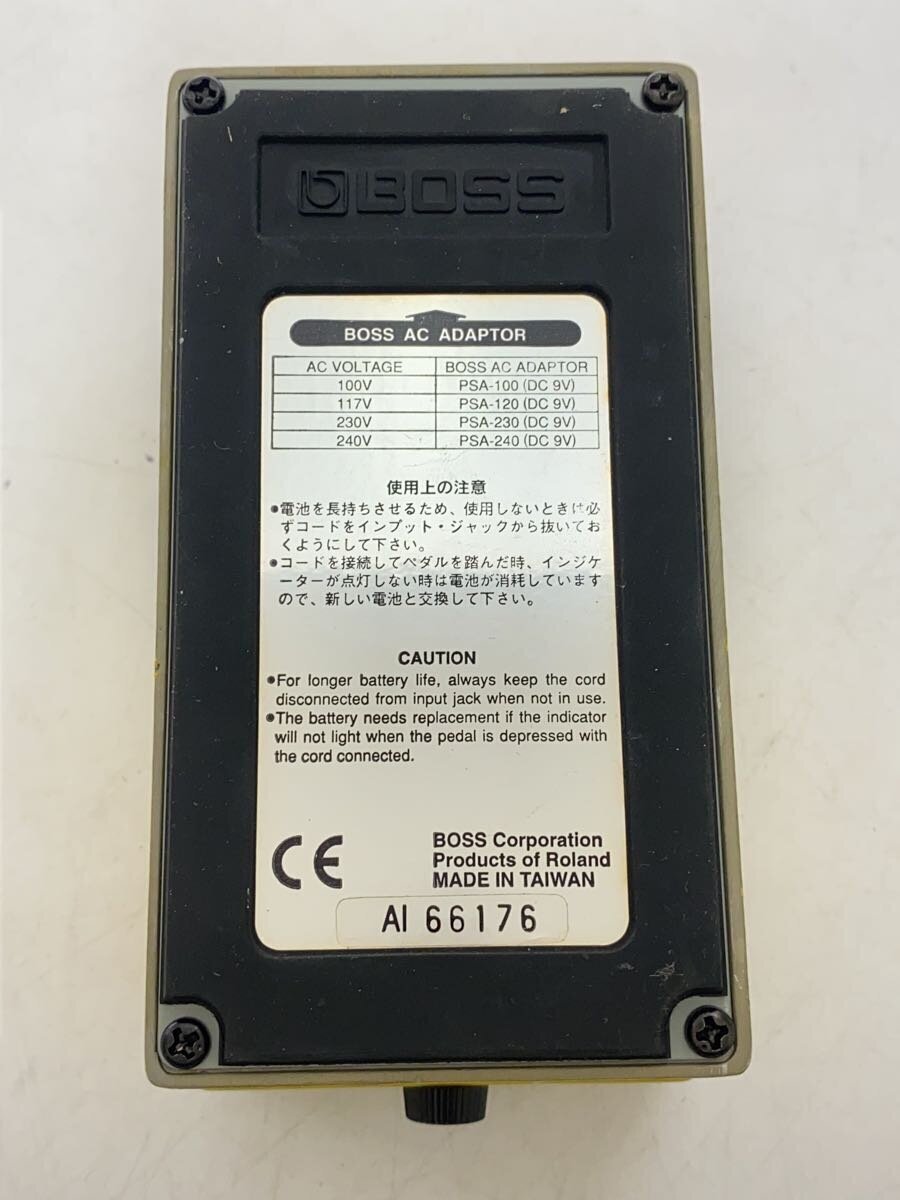 BOSS
BOSS AC ADAPTOR
AC VOLTAGE BOSS AC ADAPTOR
100V PSA-100 (DC 9V)
117V PSA-120 (DC 9V)
230V PSA-230 (DC 9V)
240V PSA-240 (DC 9V)
使用上の注意
●電池を長持ちさせるため、使用しないときは必
ずコードをインプット・ジャックから抜いてお
くようにして下さい。
●コードを接続してペダルを踏んだ時、インジケ
ーターが点灯しない時は電池が消耗しています
ので、新しい電池と交換して下さい。
CAUTION
●For longer battery life, always keep the cord
disconnected from input jack when not in use.
●The battery needs replacement if the indicator
will not light when the pedal is depressed with
the cord connected.
CE
BOSS Corporation
Products of Roland
MADE IN TAIWAN
AI 66176